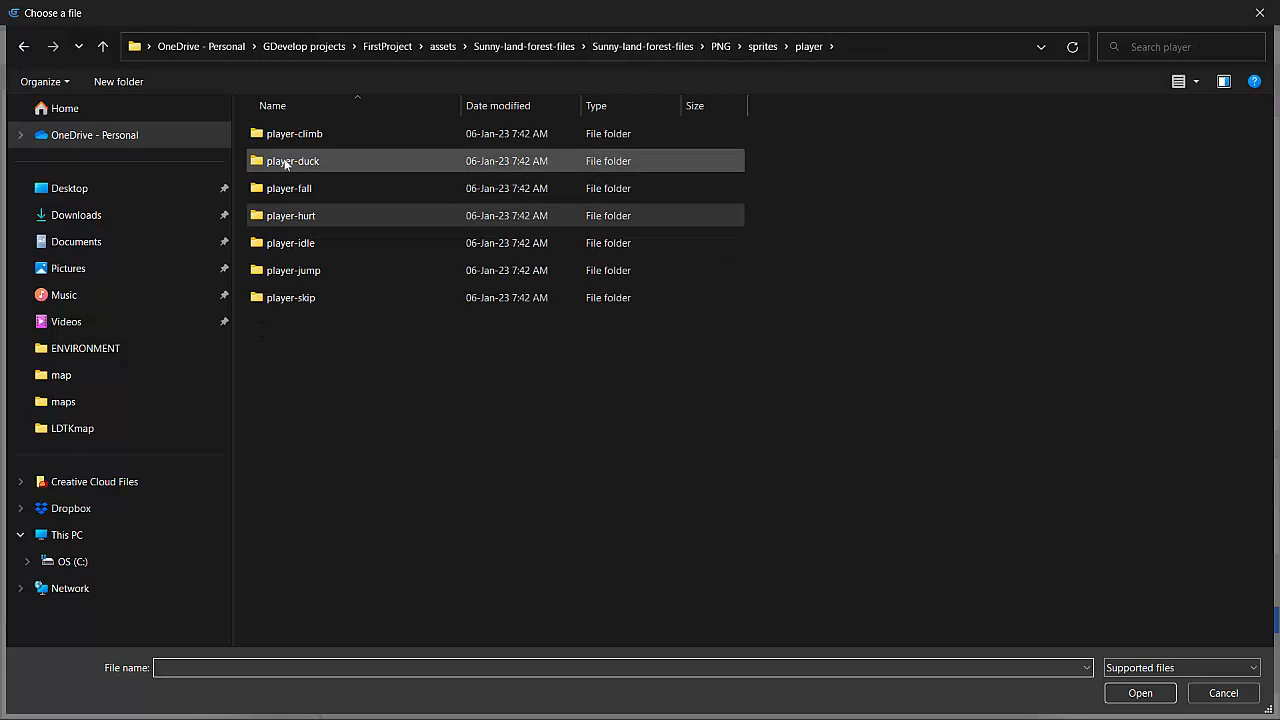 Choose a file
OneDrive - Personal › GDevelop projects › FirstProject › assets › Sunny-land-forest-files › Sunny-land-forest-files › PNG › sprites › player ›
Search player
Organize
New folder
Home
OneDrive - Personal
Desktop
Downloads
Documents
Pictures
Music
Videos
ENVIRONMENT
map
maps
LDTKmap
Creative Cloud Files
Dropbox
This PC
OS (C:)
Network
Name Date modified Type Size
player-climb 06-Jan-23 7:42 AM File folder
player-duck 06-Jan-23 7:42 AM File folder
player-fall 06-Jan-23 7:42 AM File folder
player-hurt 06-Jan-23 7:42 AM File folder
player-idle 06-Jan-23 7:42 AM File folder
player-jump 06-Jan-23 7:42 AM File folder
player-skip 06-Jan-23 7:42 AM File folder
File name:
Supported files
Open Cancel